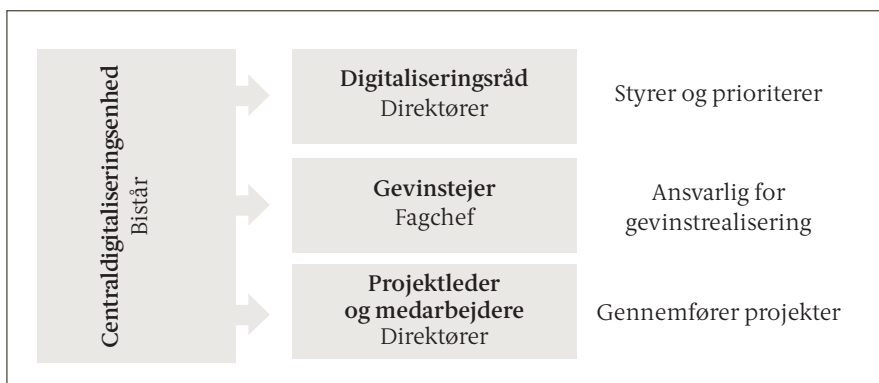 Centraldigitaliseringsenhed
Bistår
Digitaliseringsråd
Direktører
Styrer og prioriterer
Gevinstejer
Fagchef
Ansvarlig for
gevinstrealisering
Projektleder
og medarbejdere
Direktører
Gennemfører projekter